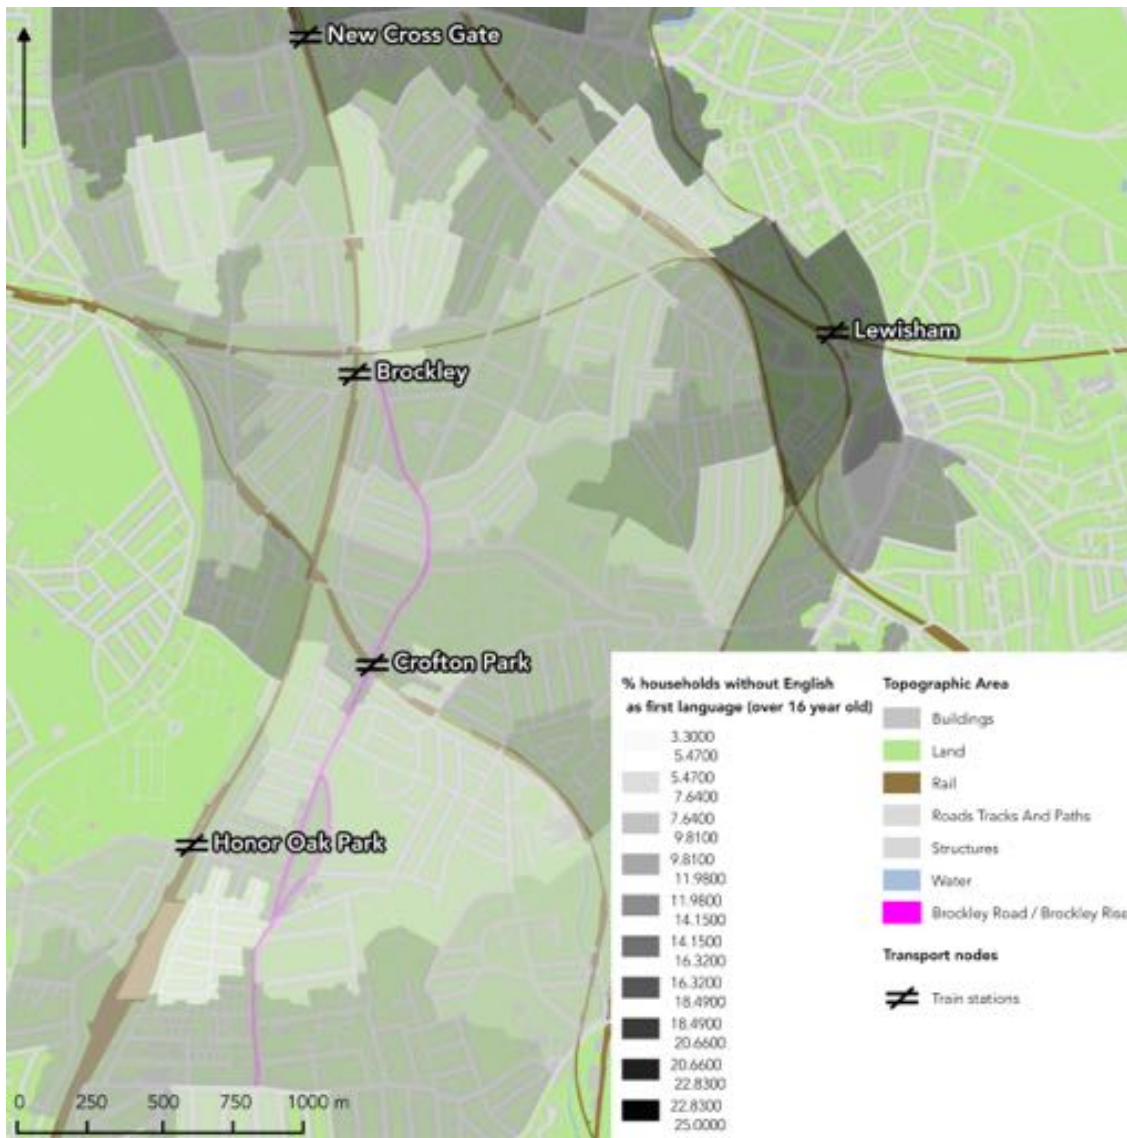 New Cross Gate
Lewisham
Brockley
Crofton Park
Honor Oak Park
0 250 500 750 1000 m
% households without English
as first language (over 16 year old)
3.3000
5.4700
5.4700
7.6400
7.6400
9.8100
9.8100
11.9800
11.9800
14.1500
14.1500
16.3200
16.3200
18.4900
18.4900
20.6600
20.6600
22.8300
22.8300
25.0000
Topographic Area
Buildings
Land
Rail
Roads Tracks And Paths
Structures
Water
Brockley Road / Brockley Rise
Transport nodes
Train stations